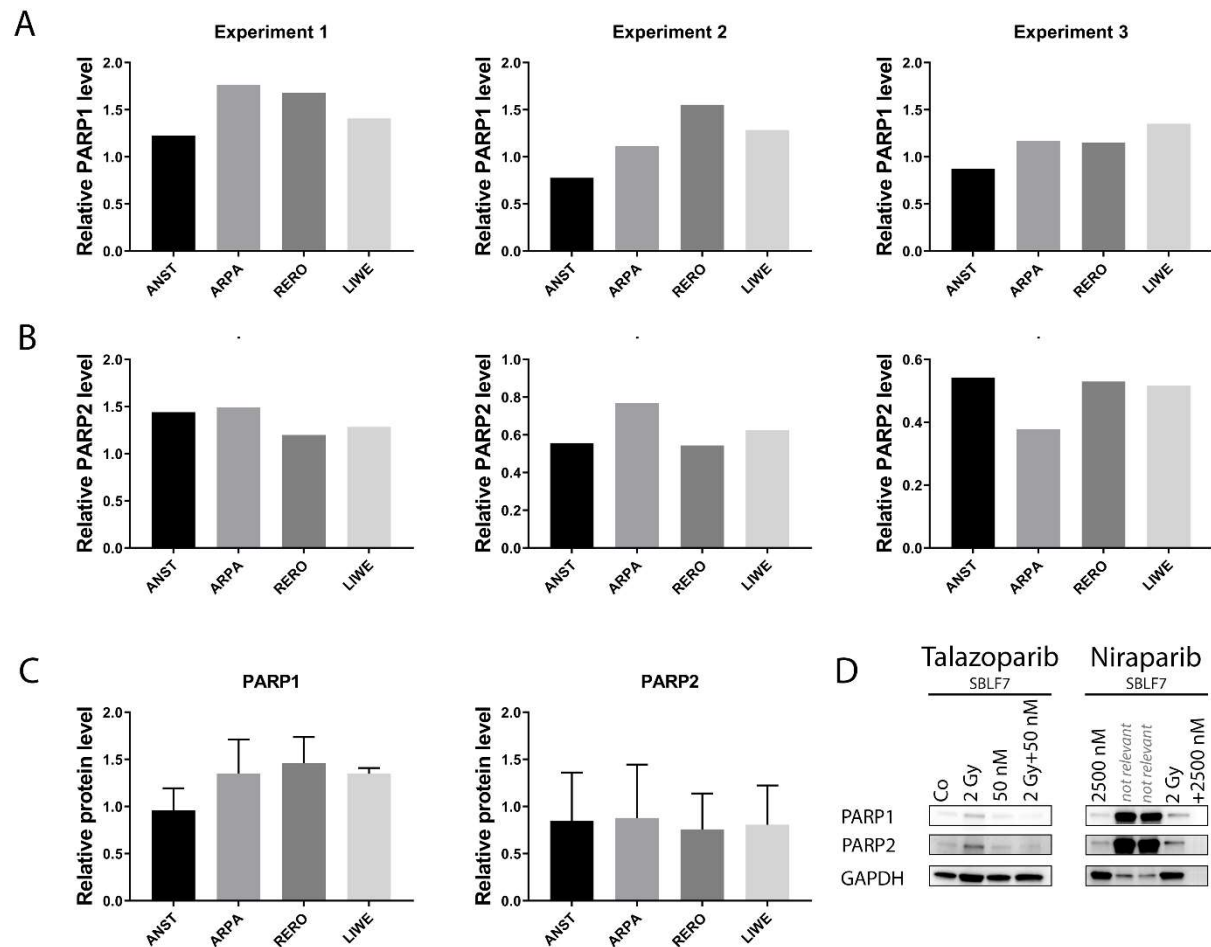 A
Experiment 1
Experiment 2
Experiment 3
Relative PARP1 level
2.0
1.5
1.0
0.5
0.0
ANST
ARPA
RERO
LIWE
Relative PARP1 level
2.0
1.5
1.0
0.5
0.0
ANST
ARPA
RERO
LIWE
Relative PARP1 level
2.0
1.5
1.0
0.5
0.0
ANST
ARPA
RERO
LIWE
B
Relative PARP2 level
2.0
1.5
1.0
0.5
0.0
ANST
ARPA
RERO
LIWE
Relative PARP2 level
1.0
0.8
0.6
0.4
0.2
0.0
ANST
ARPA
RERO
LIWE
Relative PARP2 level
0.6
0.4
0.2
0.0
ANST
ARPA
RERO
LIWE
C
PARP1
Relative protein level
2.0
1.5
1.0
0.5
0.0
ANST
ARPA
RERO
LIWE
PARP2
Relative protein level
2.0
1.5
1.0
0.5
0.0
ANST
ARPA
RERO
LIWE
D
Talazoparib
SBLF7
Co
2 Gy
50 nM
2 Gy+50 nM
Niraparib
SBLF7
2500 nM
not relevant
not relevant
2 Gy
+2500 nM
PARP1
PARP2
GAPDH